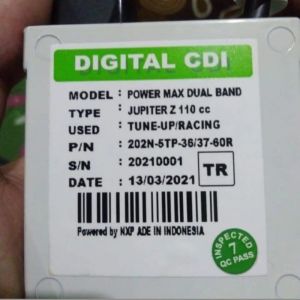 DIGITAL CDI
MODEL : POWER MAX DUAL BAND
TYPE : JUPITER Z 110 cc
USED : TUNE-UP/RACING
P/N : 202N-5TP-36/37-60R
S/N : 20210001
DATE : 13/03/2021
TR
Powered by NXP ADE IN INDONESIA
INSPECTED
7
QC PASS